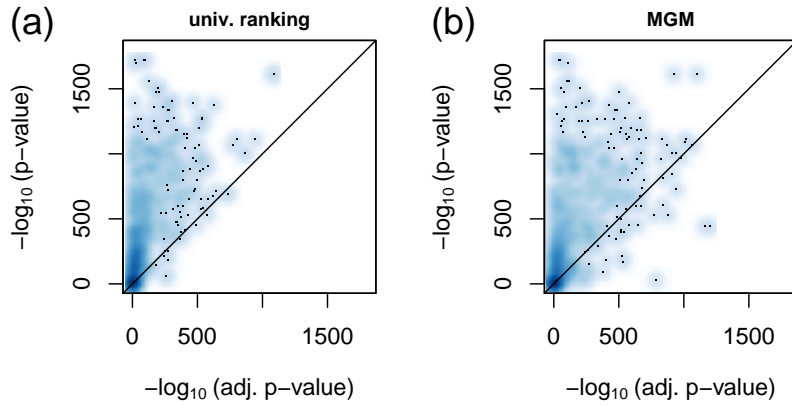 (a)
univ. ranking
−log₁₀ (p−value)
1500
500
0
0 500 1500
−log₁₀ (adj. p−value)
(b)
MGM
−log₁₀ (p−value)
1500
500
0
0 500 1500
−log₁₀ (adj. p−value)